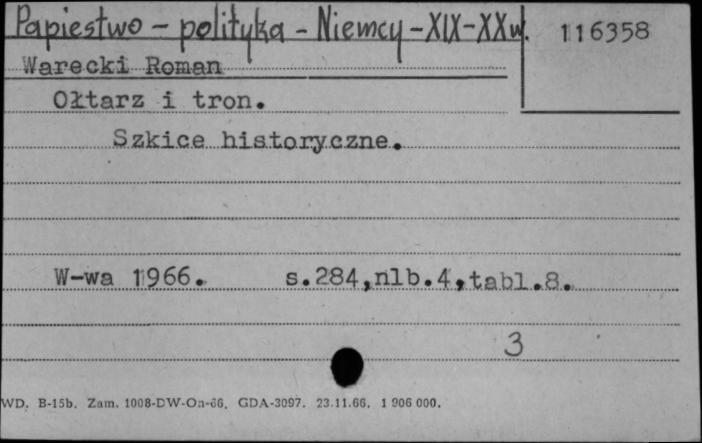 Papiestwo - polityka - Niemcy - XIX-XXw. 116358
Warecki Roman
Ołtarz i tron.
Szkice historyczne.
W-wa 1966. s.284,nlb.4,tabl.8.
3
WD. B-15b. Zam. 1008-DW-On-66. GDA-3097. 23.11.66. 1 906 000.